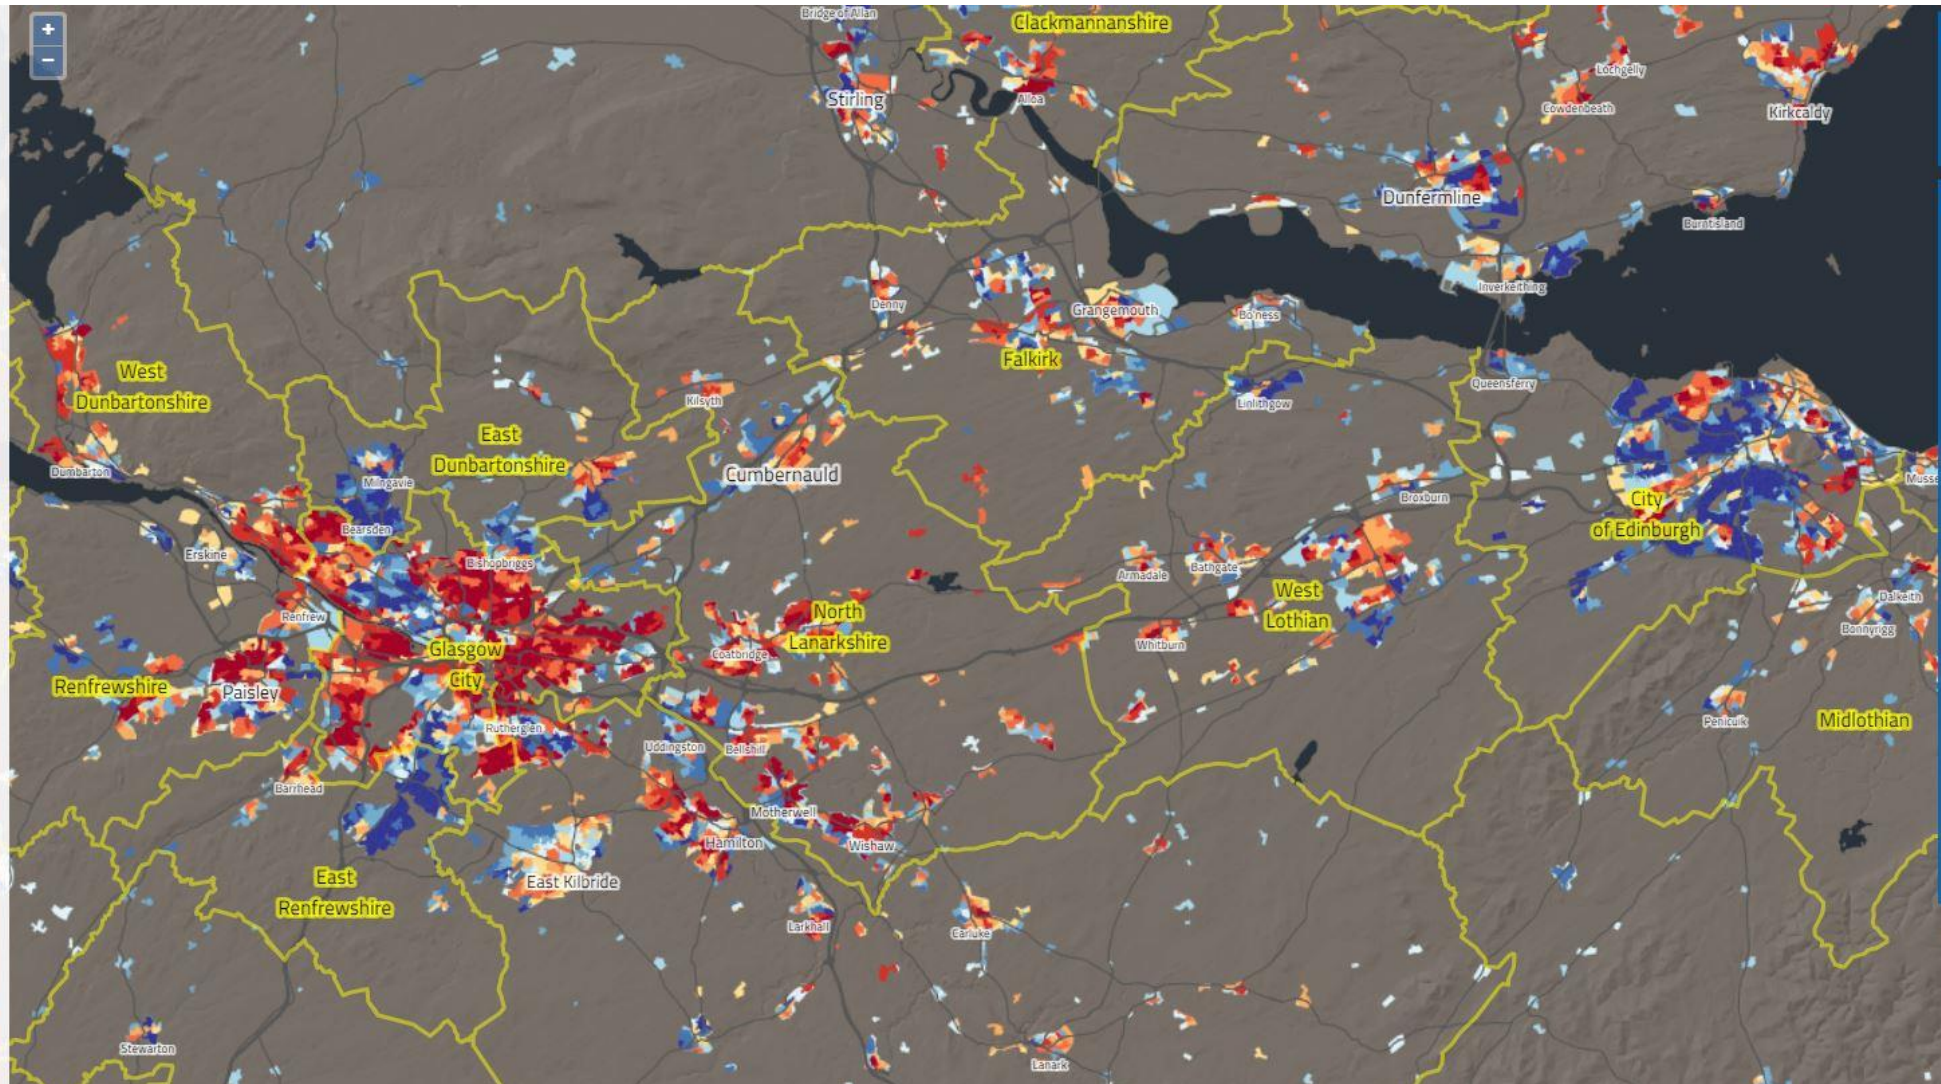 +
−
Bridge of Allan
Clackmannanshire
Stirling
Alloa
Lochgelly
Cowdenbeath
Kirkcaldy
Dunfermline
Burntisland
Inverkeithing
Denny
Grangemouth
Bo'ness
Falkirk
West
Dunbartonshire
Kilsyth
Linlithgow
Queensferry
East
Dunbartonshire
Dumbarton
Milngavie
Cumbernauld
Broxburn
City
of Edinburgh
Bearsden
Erskine
Bishopbriggs
Armadale
Bathgate
West
Lothian
Dalkeith
Bonnyrigg
Renfrew
North
Lanarkshire
Glasgow
City
Coatbridge
Whitburn
Renfrewshire
Paisley
Rutherglen
Uddingston
Bellshill
Penicuik
Midlothian
Barrhead
Motherwell
Hamilton
Wishaw
East
Renfrewshire
East Kilbride
Larkhall
Carluke
Stewarton
Lanark